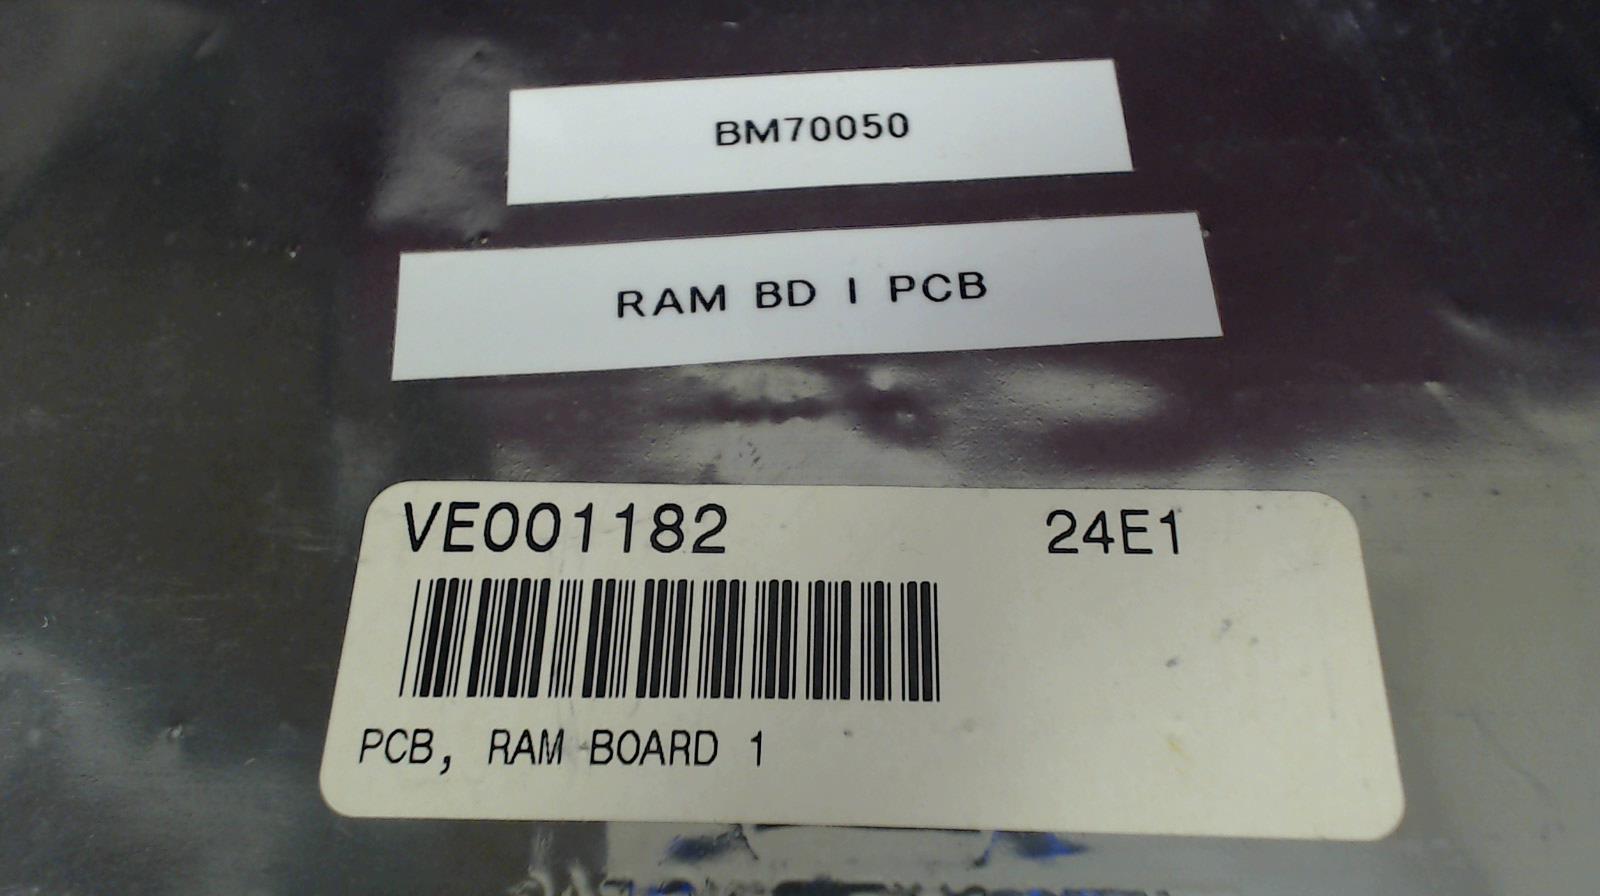 BM70050
RAM BD I PCB
VE001182 24E1
PCB, RAM BOARD 1